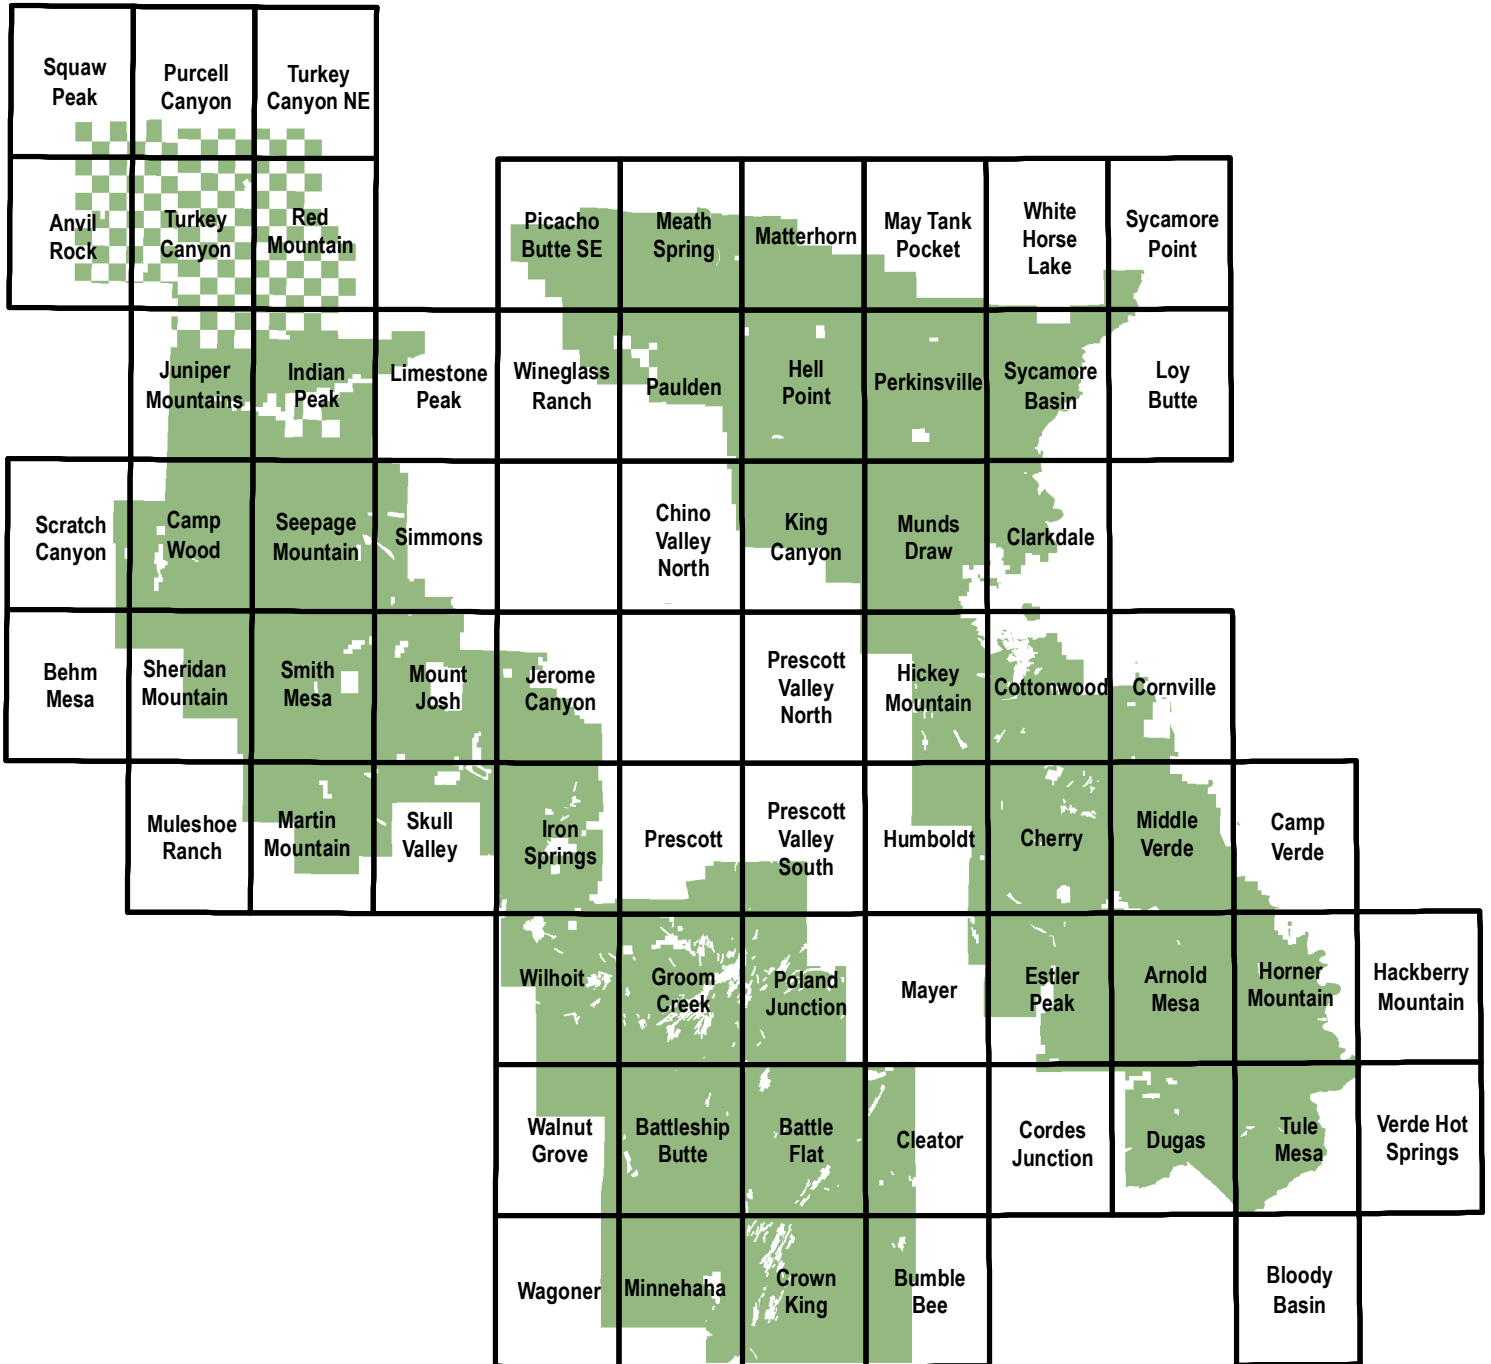 Squaw
Peak
Purcell
Canyon
Turkey
Canyon NE
Anvil
Rock
Turkey
Canyon
Red
Mountain
Picacho
Butte SE
Meath
Spring
Matterhorn
May Tank
Pocket
White
Horse
Lake
Sycamore
Point
Juniper
Mountains
Indian
Peak
Limestone
Peak
Wineglass
Ranch
Paulden
Hell
Point
Perkinsville
Sycamore
Basin
Loy
Butte
Scratch
Canyon
Camp
Wood
Seepage
Mountain
Simmons
Chino
Valley
North
King
Canyon
Munds
Draw
Clarkdale
Behm
Mesa
Sheridan
Mountain
Smith
Mesa
Mount
Josh
Jerome
Canyon
Prescott
Valley
North
Hickey
Mountain
Cottonwood
Cornville
Muleshoe
Ranch
Martin
Mountain
Skull
Valley
Iron
Springs
Prescott
Prescott
Valley
South
Humboldt
Cherry
Middle
Verde
Camp
Verde
Wilhoit
Groom
Creek
Poland
Junction
Mayer
Estler
Peak
Arnold
Mesa
Horner
Mountain
Hackberry
Mountain
Walnut
Grove
Battleship
Butte
Battle
Flat
Cleator
Cordes
Junction
Dugas
Tule
Mesa
Verde Hot
Springs
Wagoner
Minnehaha
Crown
King
Bumble
Bee
Bloody
Basin